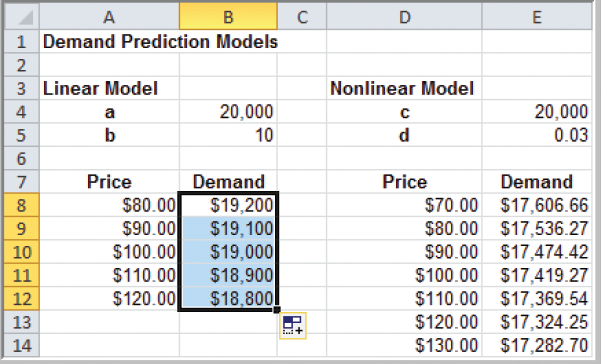 A B C D E
1 Demand Prediction Models
2
3 Linear Model Nonlinear Model
4 a 20,000 c 20,000
5 b 10 d 0.03
6
7 Price Demand Price Demand
8 $80.00 $19,200 $70.00 $17,606.66
9 $90.00 $19,100 $80.00 $17,536.27
10 $100.00 $19,000 $90.00 $17,474.42
11 $110.00 $18,900 $100.00 $17,419.27
12 $120.00 $18,800 $110.00 $17,369.54
13 $120.00 $17,324.25
14 $130.00 $17,282.70